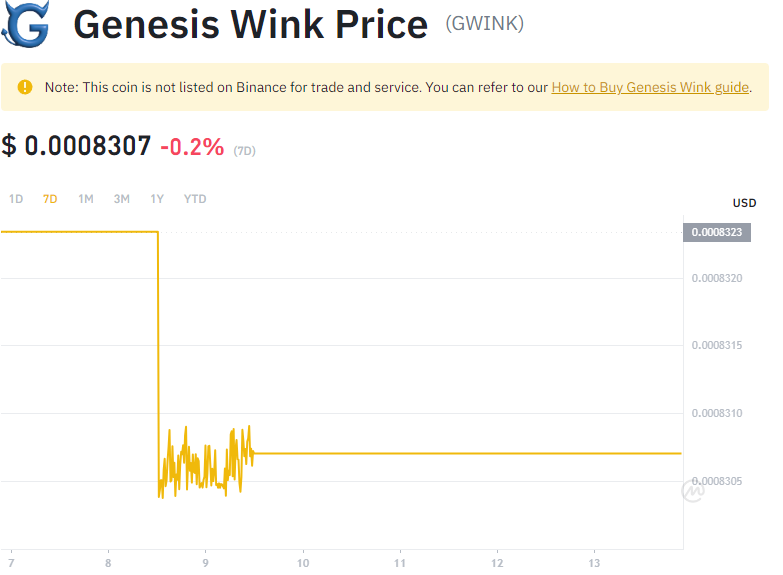 Genesis Wink Price (GWINK)
Note: This coin is not listed on Binance for trade and service. You can refer to our How to Buy Genesis Wink guide.
$ 0.0008307 -0.2% (7D)
1D 7D 1M 3M 1Y YTD
USD
0.0008323
0.0008320
0.0008315
0.0008310
0.0008305
7 8 9 10 11 12 13